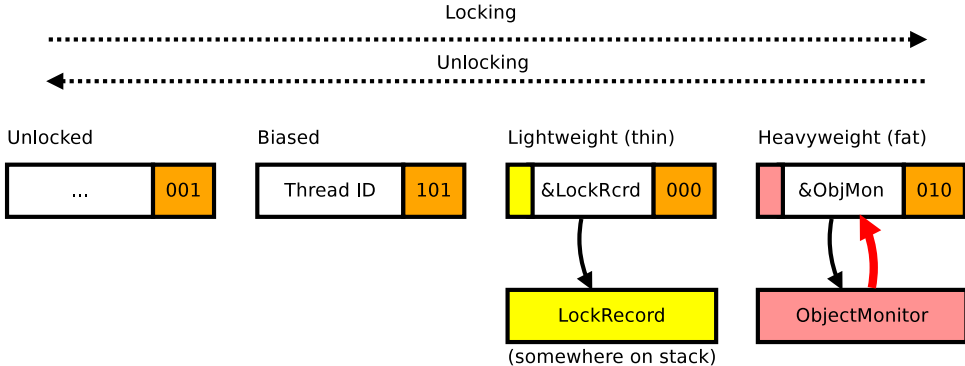 Locking
Unlocking
Unlocked
Biased
Lightweight (thin)
Heavyweight (fat)
...
001
Thread ID
101
&LockRcrd
000
&ObjMon
010
LockRecord
ObjectMonitor
(somewhere on stack)